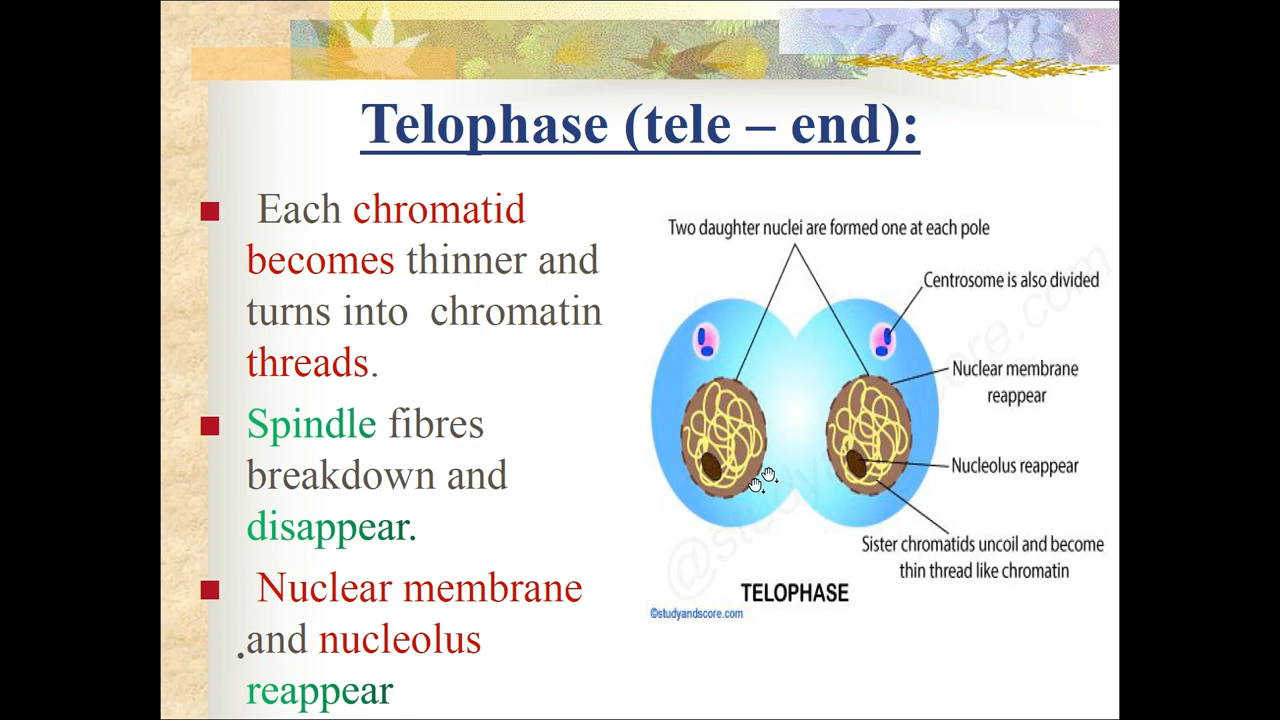 Telophase (tele – end):
■ Each chromatid
becomes thinner and
turns into chromatin
threads.
■ Spindle fibres
breakdown and
disappear.
■ Nuclear membrane
.and nucleolus
reappear
Two daughter nuclei are formed one at each pole
Centrosome is also divided
Nuclear membrane
reappear
Nucleolus reappear
Sister chromatids uncoil and become
thin thread like chromatin
TELOPHASE
©studyandscore.com